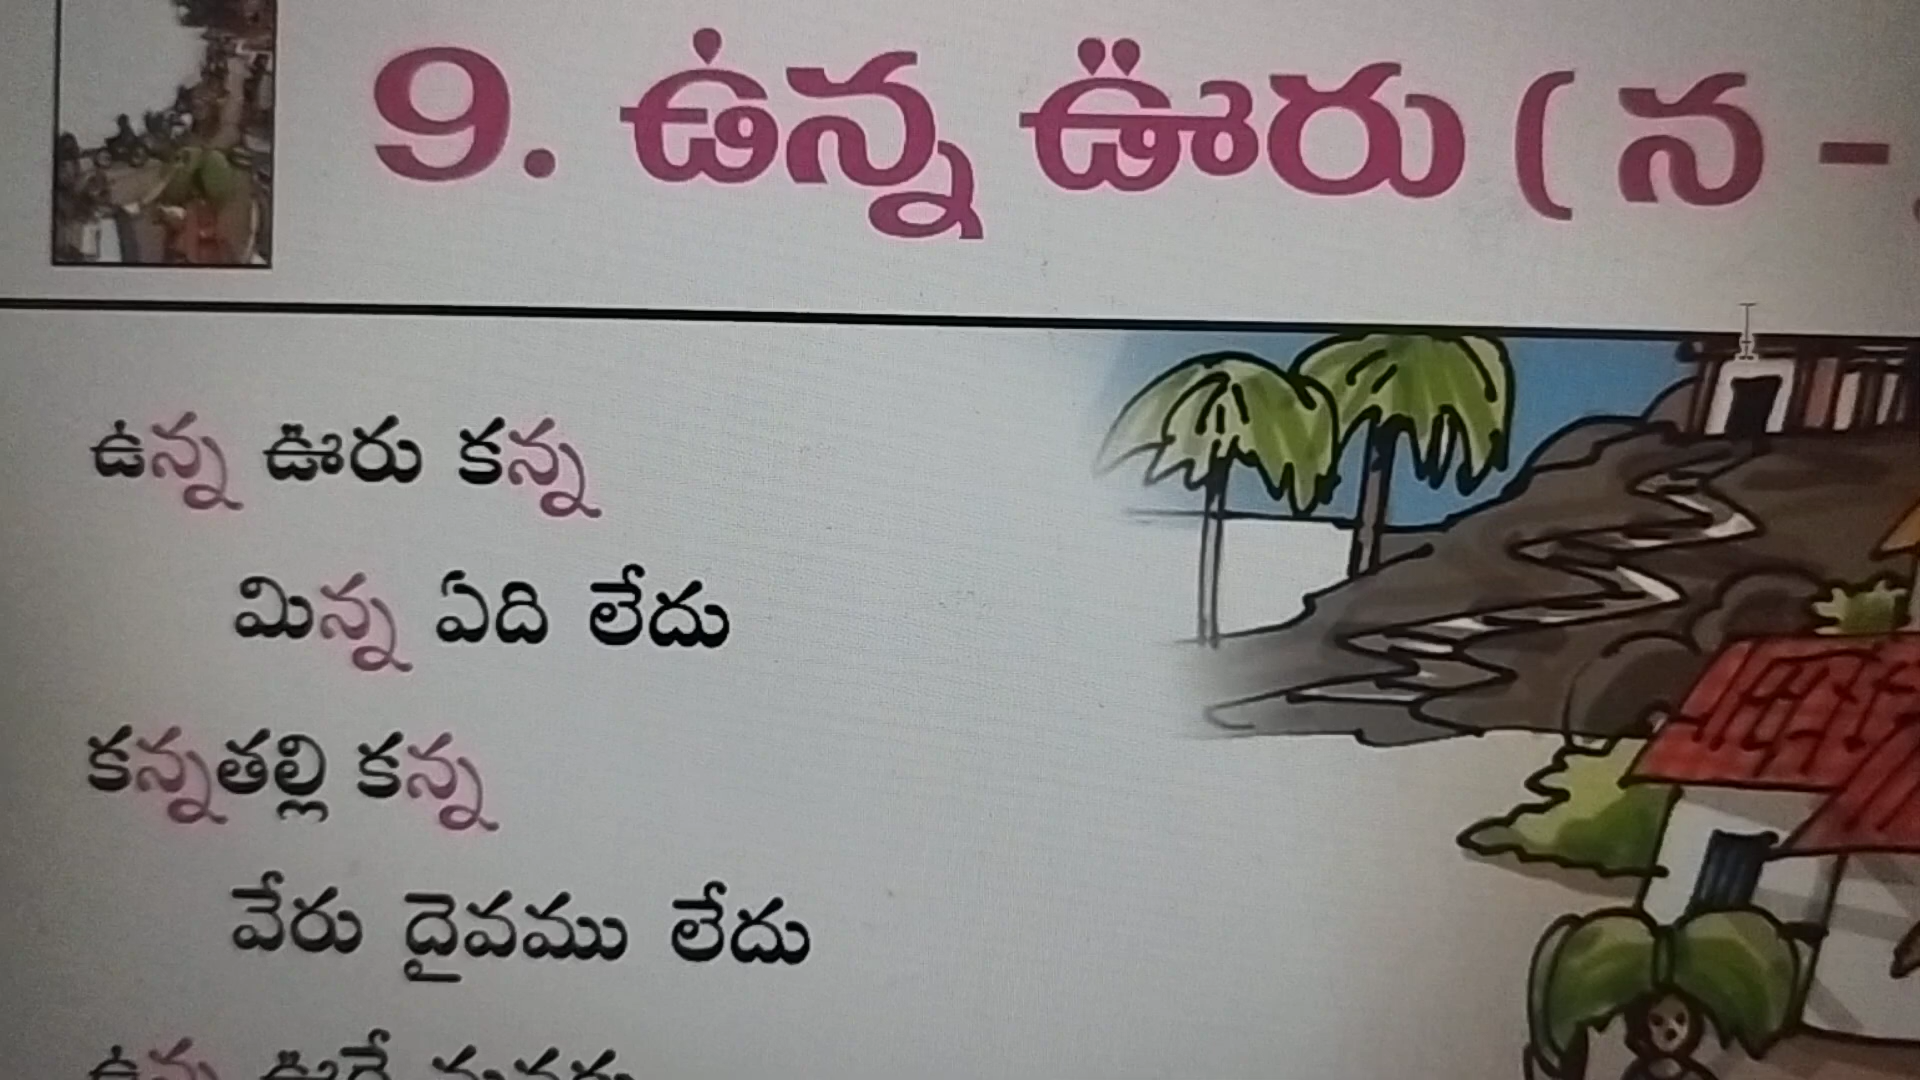 9. ఉన్న ఊరు ( న -
ఉన్న ఊరు కన్న
మిన్న ఏది లేదు
కన్నతల్లి కన్న
వేరు దైవము లేదు